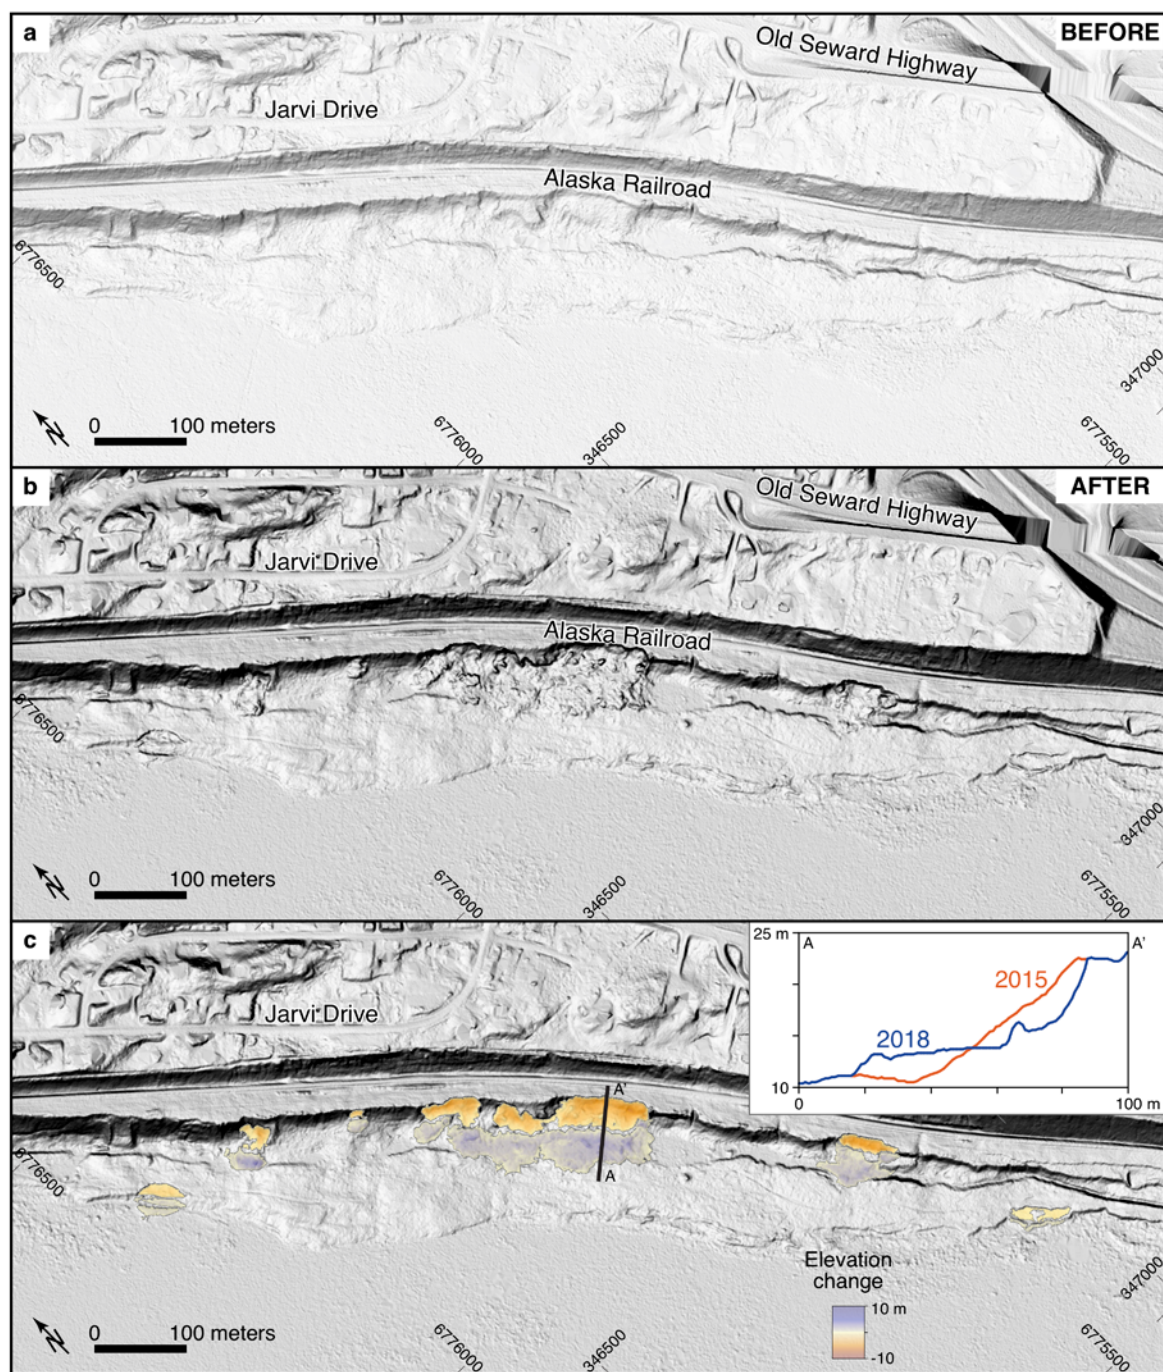 a
BEFORE
Old Seward Highway
Jarvi Drive
Alaska Railroad
6776500
347000
N
0 100 meters
6776000
346500
6775500
b
AFTER
Old Seward Highway
Jarvi Drive
Alaska Railroad
6776500
347000
N
0 100 meters
6776000
346500
6775500
c
25 m
A
A'
2015
2018
10
0
100 m
Jarvi Drive
A'
A
6776500
347000
Elevation
change
10 m
-10
N
0 100 meters
6776000
346500
6775500